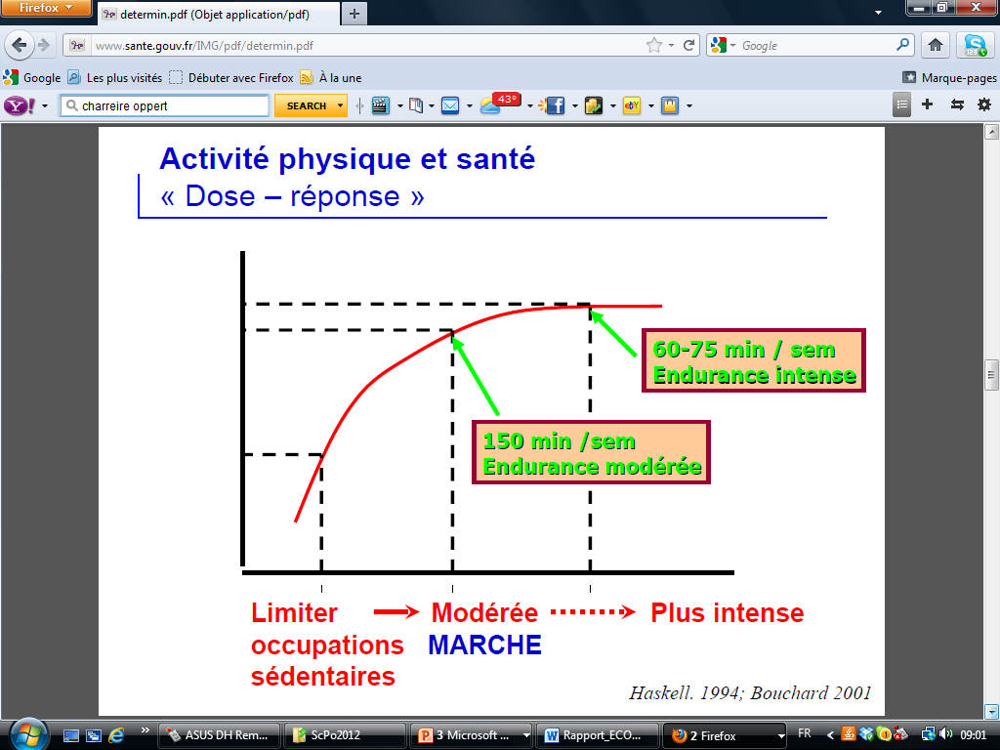 Firefox
determin.pdf (Objet application/pdf)
www.sante.gouv.fr/IMG/pdf/determin.pdf
Google
Google
Les plus visités
Débuter avec Firefox
À la une
Marque-pages
Y!
charreire oppert
SEARCH
43°
ebY
Activité physique et santé
« Dose – réponse »
60-75 min / sem
Endurance intense
150 min /sem
Endurance modérée
Limiter
occupations
sédentaires
Modérée
MARCHE
Plus intense
Haskell. 1994; Bouchard 2001
ASUS DH Rem...
ScPo2012
3 Microsoft ...
Rapport_ECO...
2 Firefox
FR
09:01